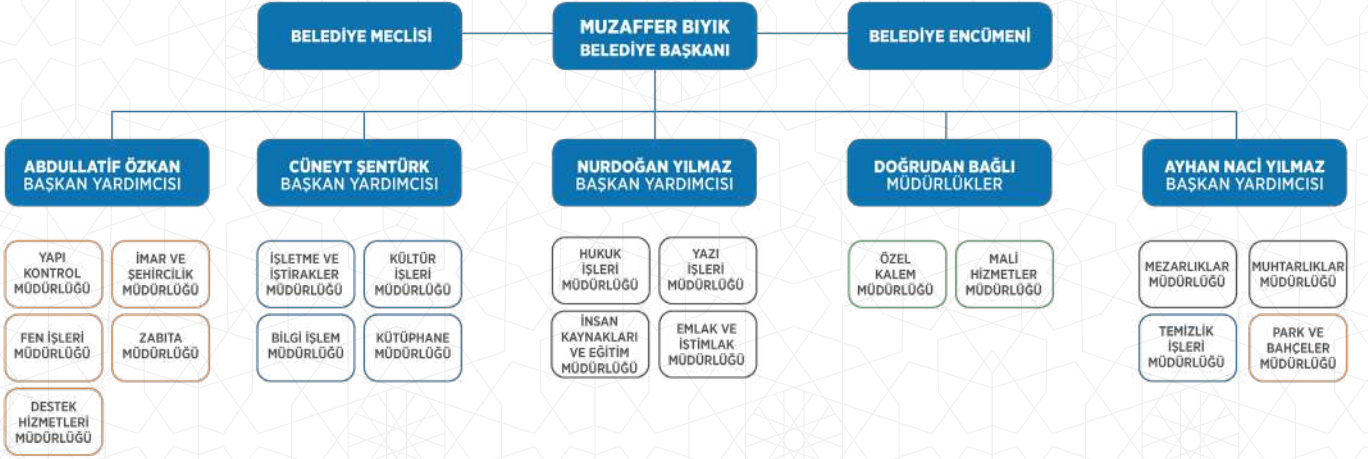 BELEDİYE MECLİSİ
MUZAFFER BIYIK
BELEDİYE BAŞKANI
BELEDİYE ENCÜMENİ
ABDULLATİF ÖZKAN
BAŞKAN YARDIMCISI
CÜNEYT ŞENTÜRK
BAŞKAN YARDIMCISI
NURDOĞAN YILMAZ
BAŞKAN YARDIMCISI
DOĞRUDAN BAĞLI
MÜDÜRLÜKLER
AYHAN NACİ YILMAZ
BAŞKAN YARDIMCISI
YAPI
KONTROL
MÜDÜRLÜĞÜ
İMAR VE
ŞEHİRCİLİK
MÜDÜRLÜĞÜ
FEN İŞLERİ
MÜDÜRLÜĞÜ
ZABITA
MÜDÜRLÜĞÜ
DESTEK
HİZMETLERİ
MÜDÜRLÜĞÜ
İŞLETME VE
İŞTİRAKLER
MÜDÜRLÜĞÜ
KÜLTÜR
İŞLERİ
MÜDÜRLÜĞÜ
BİLGİ İŞLEM
MÜDÜRLÜĞÜ
KÜTÜPHANE
MÜDÜRLÜĞÜ
HUKUK
İŞLERİ
MÜDÜRLÜĞÜ
YAZI
İŞLERİ
MÜDÜRLÜĞÜ
İNSAN
KAYNAKLARI
VE EĞİTİM
MÜDÜRLÜĞÜ
EMLAK VE
İSTİMLAK
MÜDÜRLÜĞÜ
ÖZEL
KALEM
MÜDÜRLÜĞÜ
MALİ
HİZMETLER
MÜDÜRLÜĞÜ
MEZARLIKLAR
MÜDÜRLÜĞÜ
MUHTARLIKLAR
MÜDÜRLÜĞÜ
TEMİZLİK
İŞLERİ
MÜDÜRLÜĞÜ
PARK VE
BAHÇELER
MÜDÜRLÜĞÜ